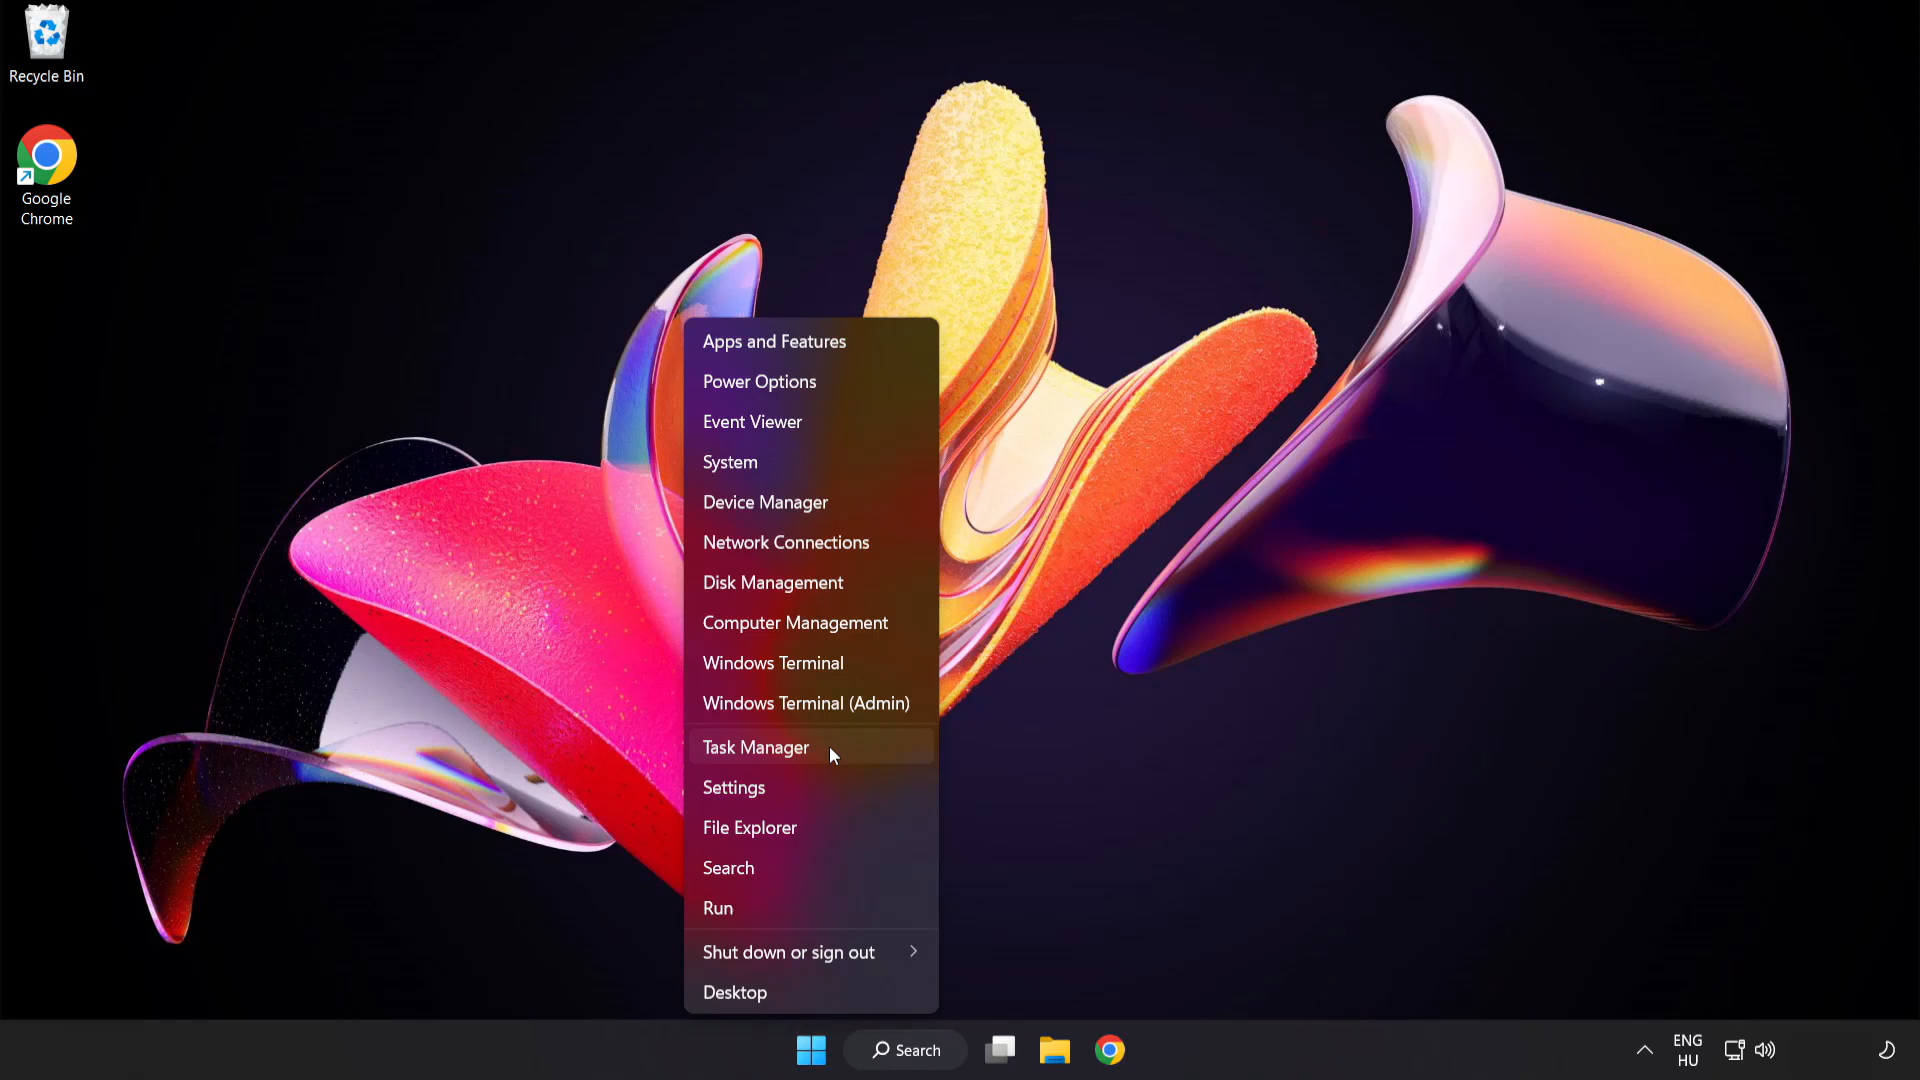 Recycle Bin
Google
Chrome
Apps and Features
Power Options
Event Viewer
System
Device Manager
Network Connections
Disk Management
Computer Management
Windows Terminal
Windows Terminal (Admin)
Task Manager
Settings
File Explorer
Search
Run
Shut down or sign out
Desktop
Search
ENG
HU